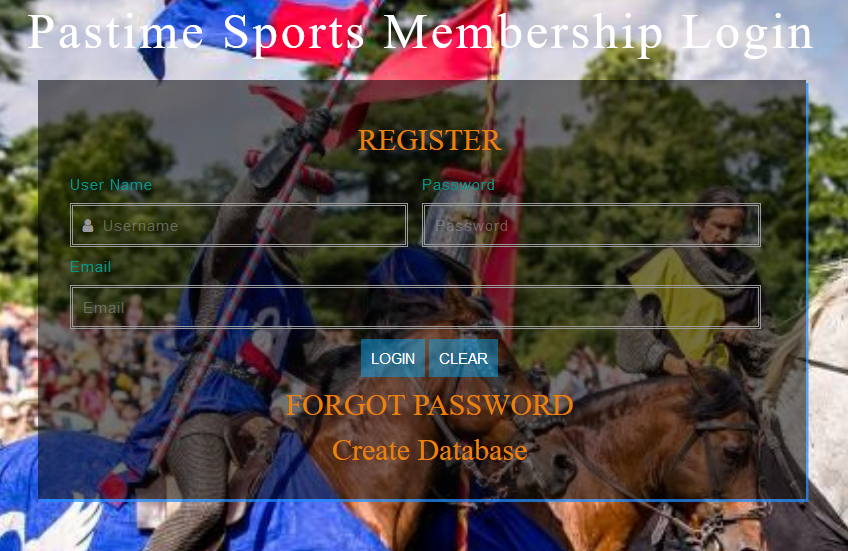 Pastime Sports Membership Login
REGISTER
User Name Password
Username Password
Email
Email
LOGIN CLEAR
FORGOT PASSWORD
Create Database